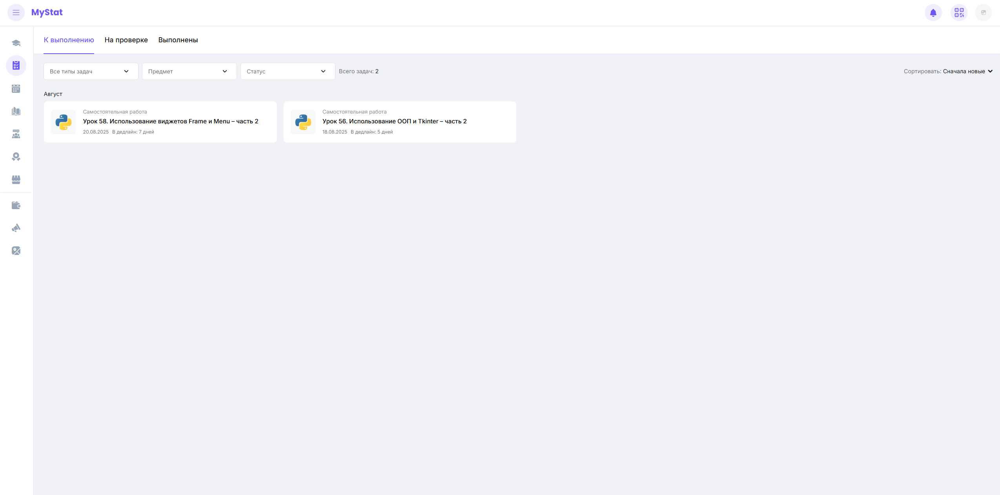 MyStat
К выполнению На проверке Выполнены
Все типы задач Предмет Статус Всего задач: 2 Сортировать: Сначала новые
Август
Самостоятельная работа
Урок 58. Использование виджетов Frame и Menu – часть 2
20.08.2025 В дедлайн: 7 дней
Самостоятельная работа
Урок 56. Использование ООП и Tkinter – часть 2
18.08.2025 В дедлайн: 5 дней